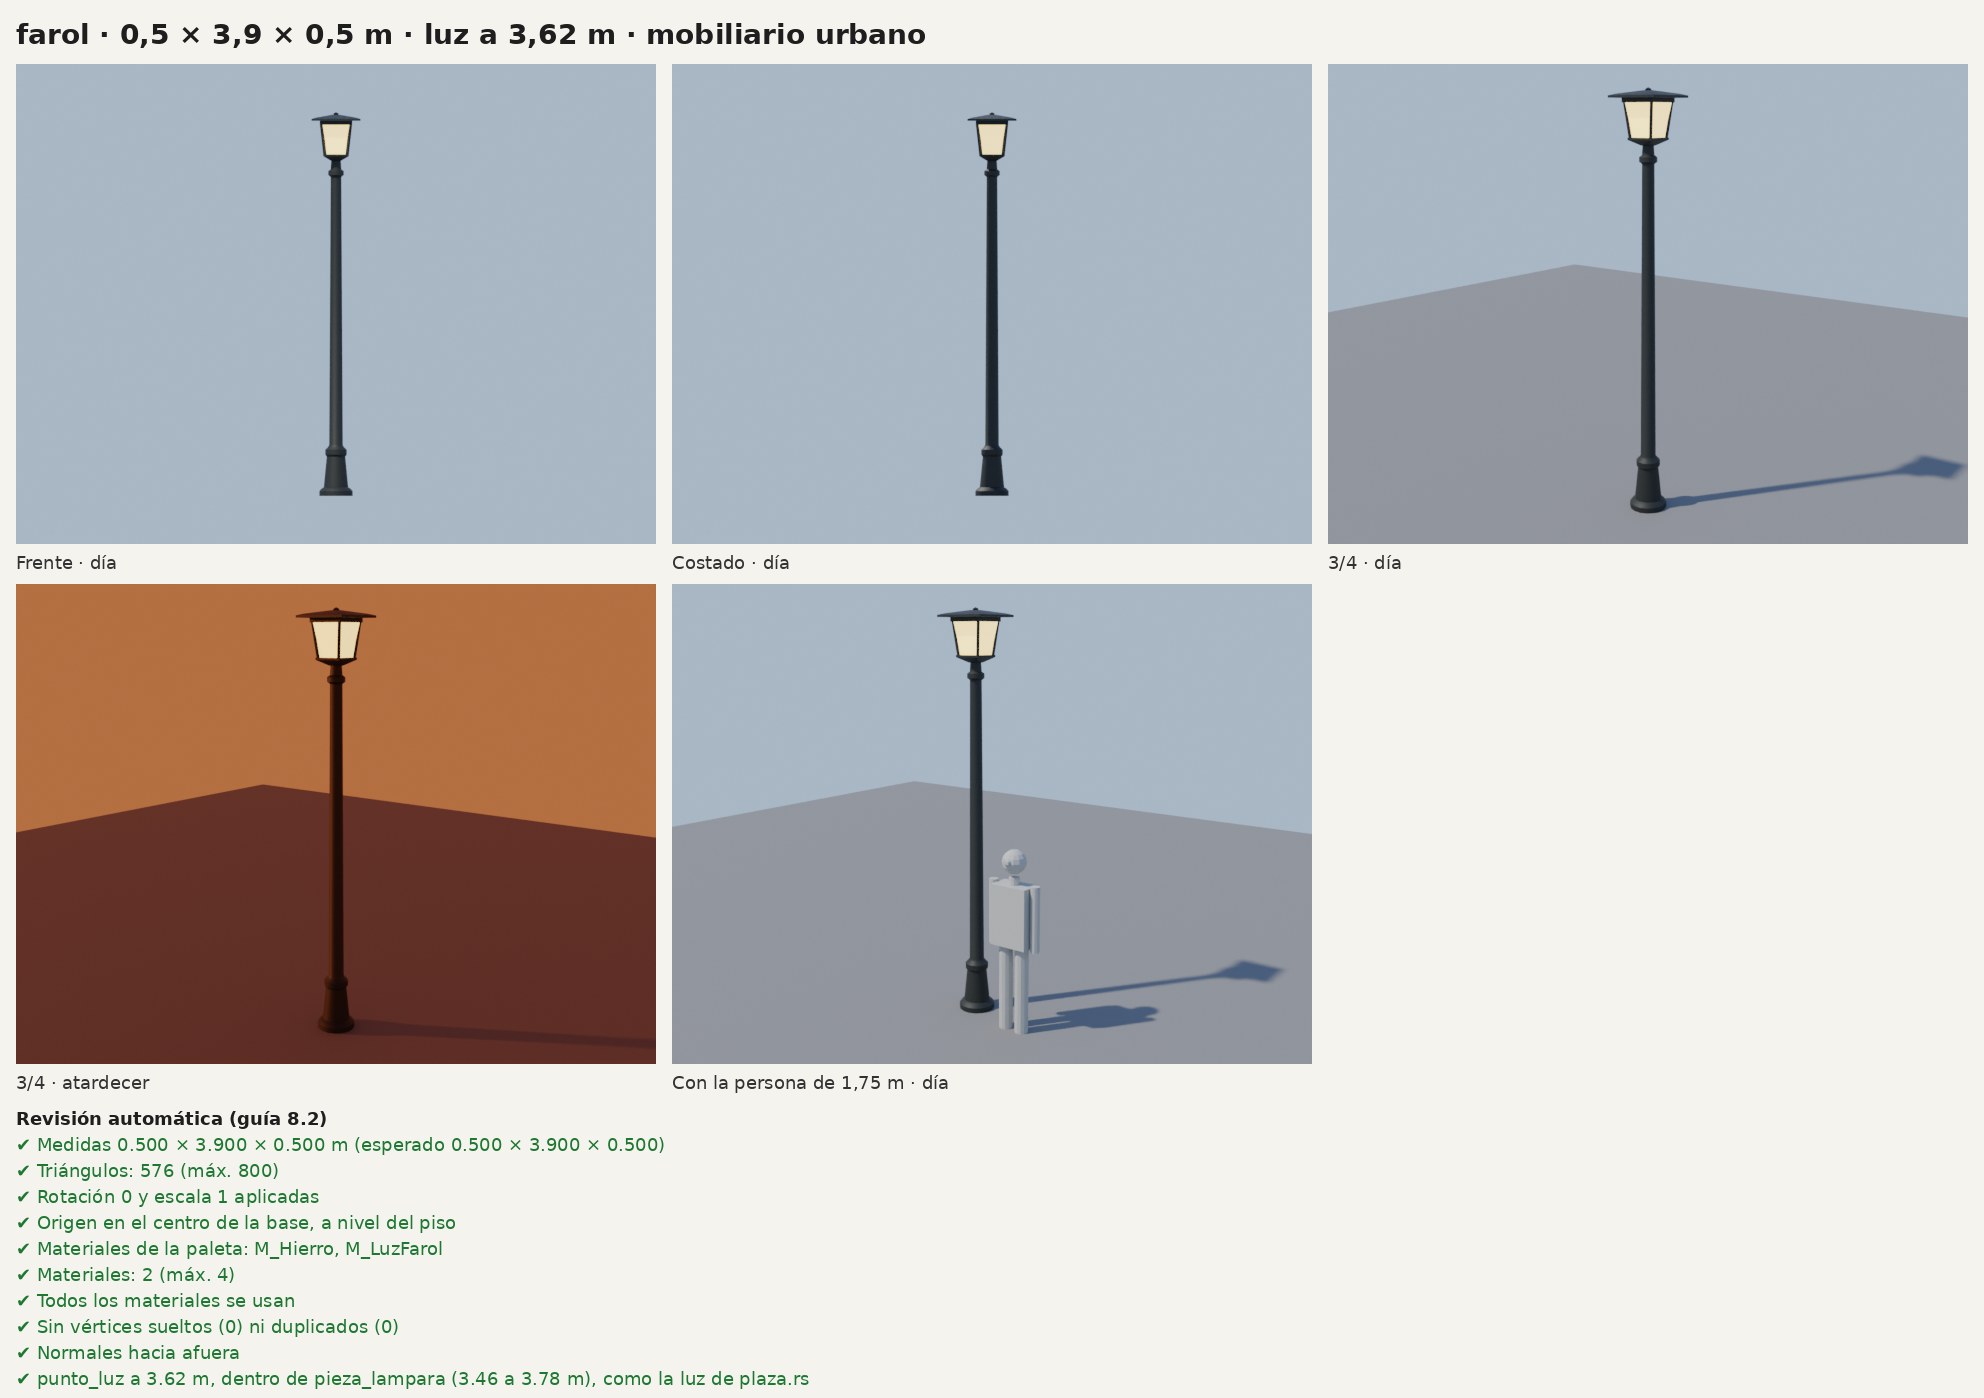 farol · 0,5 × 3,9 × 0,5 m · luz a 3,62 m · mobiliario urbano
Frente · día
Costado · día
3/4 · día
3/4 · atardecer
Con la persona de 1,75 m · día
Revisión automática (guía 8.2)
✔ Medidas 0.500 × 3.900 × 0.500 m (esperado 0.500 × 3.900 × 0.500)
✔ Triángulos: 576 (máx. 800)
✔ Rotación 0 y escala 1 aplicadas
✔ Origen en el centro de la base, a nivel del piso
✔ Materiales de la paleta: M_Hierro, M_LuzFarol
✔ Materiales: 2 (máx. 4)
✔ Todos los materiales se usan
✔ Sin vértices sueltos (0) ni duplicados (0)
✔ Normales hacia afuera
✔ punto_luz a 3.62 m, dentro de pieza_lampara (3.46 a 3.78 m), como la luz de plaza.rs